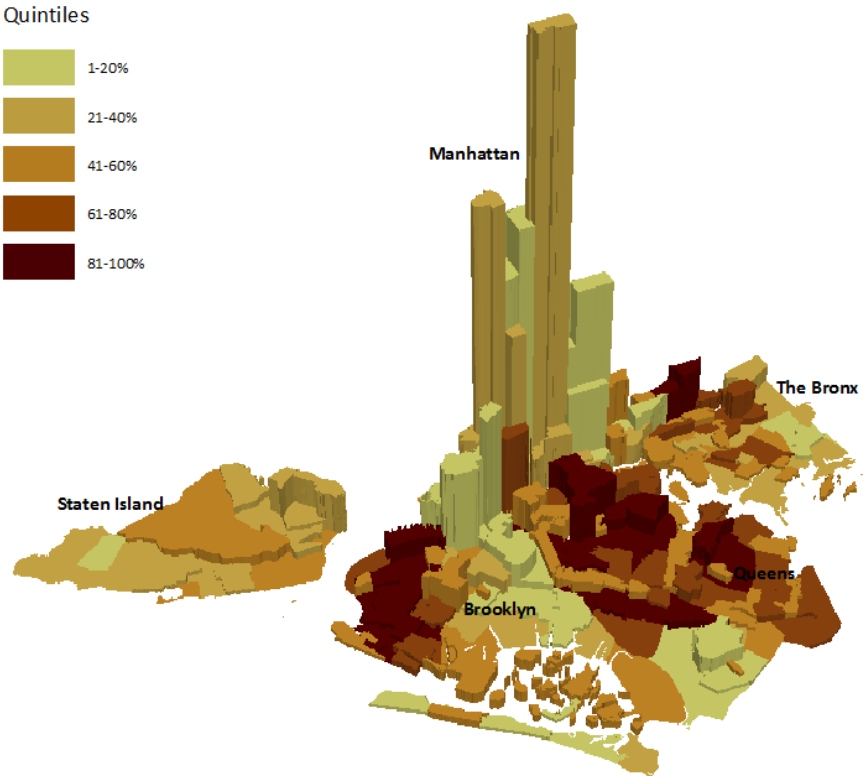 Quintiles
1-20%
21-40%
41-60%
61-80%
81-100%
Manhattan
The Bronx
Staten Island
Queens
Brooklyn